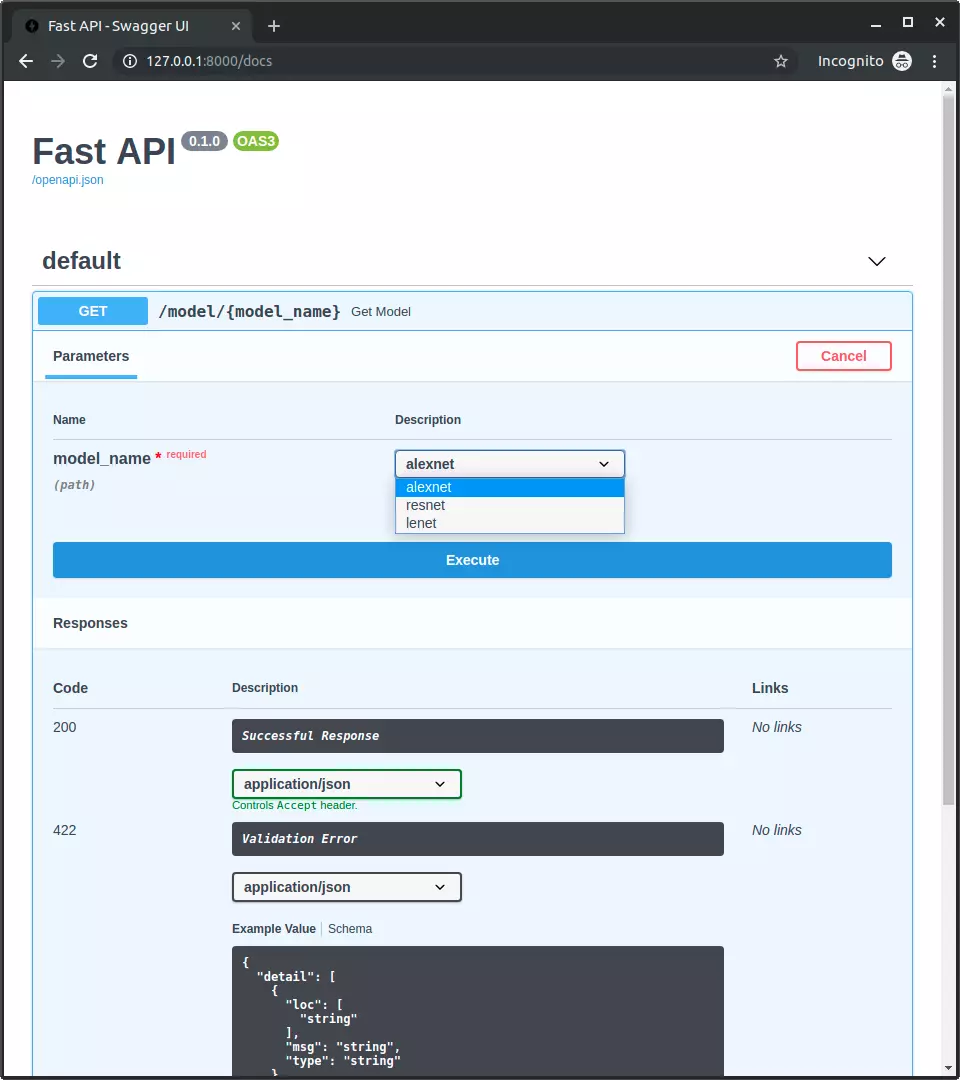 Fast API - Swagger UI
127.0.0.1:8000/docs
Incognito
Fast API 0.1.0 OAS3
/openapi.json
default
GET /model/{model_name} Get Model
Parameters
Cancel
Name Description
model_name * required
(path)
alexnet
alexnet
resnet
lenet
Execute
Responses
Code Description Links
200 Successful Response No links
application/json
Controls Accept header.
422 Validation Error No links
application/json
Example Value Schema
{
"detail": [
{
"loc": [
"string"
],
"msg": "string",
"type": "string"
}